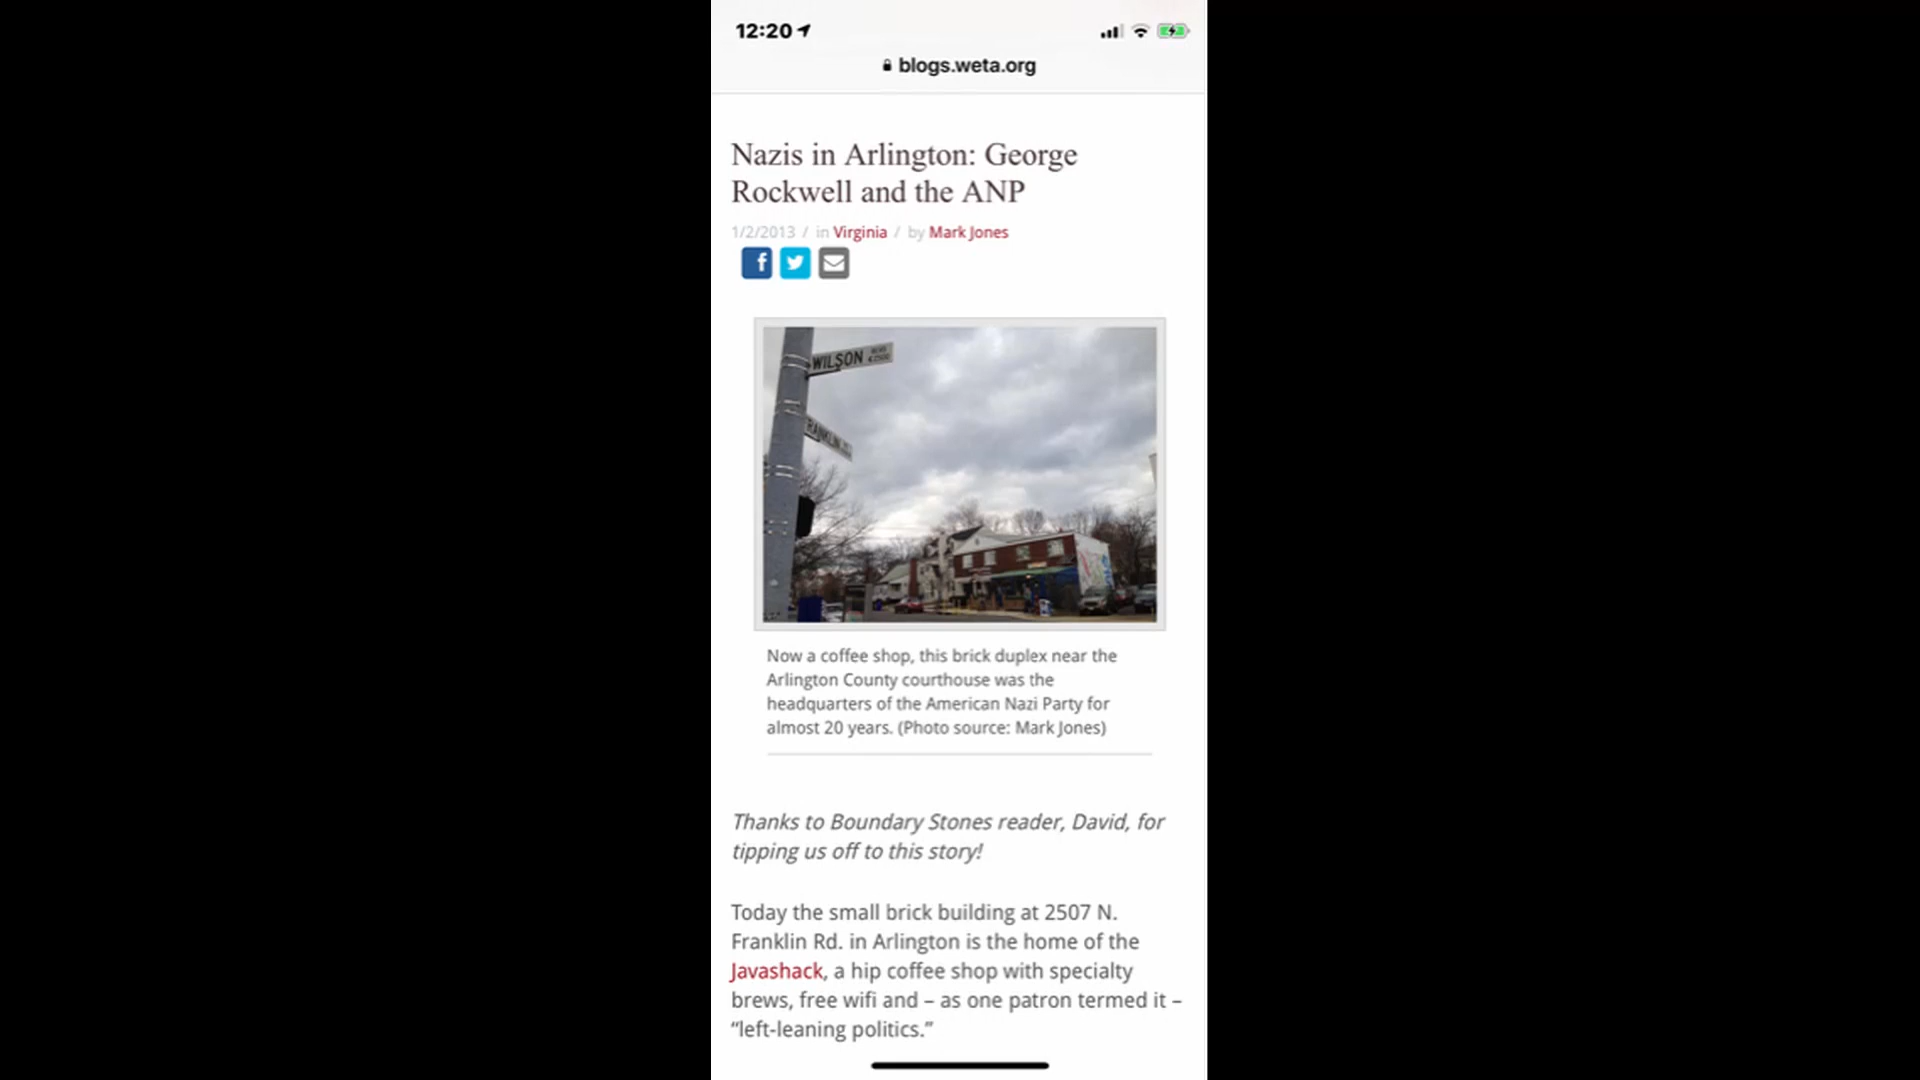 12:20
blogs.weta.org
Nazis in Arlington: George
Rockwell and the ANP
1/2/2013 / in Virginia / by Mark Jones
WILSON BLVD
RANKLIN
Now a coffee shop, this brick duplex near the
Arlington County courthouse was the
headquarters of the American Nazi Party for
almost 20 years. (Photo source: Mark Jones)
Thanks to Boundary Stones reader, David, for
tipping us off to this story!
Today the small brick building at 2507 N.
Franklin Rd. in Arlington is the home of the
Javashack, a hip coffee shop with specialty
brews, free wifi and – as one patron termed it –
“left-leaning politics.”